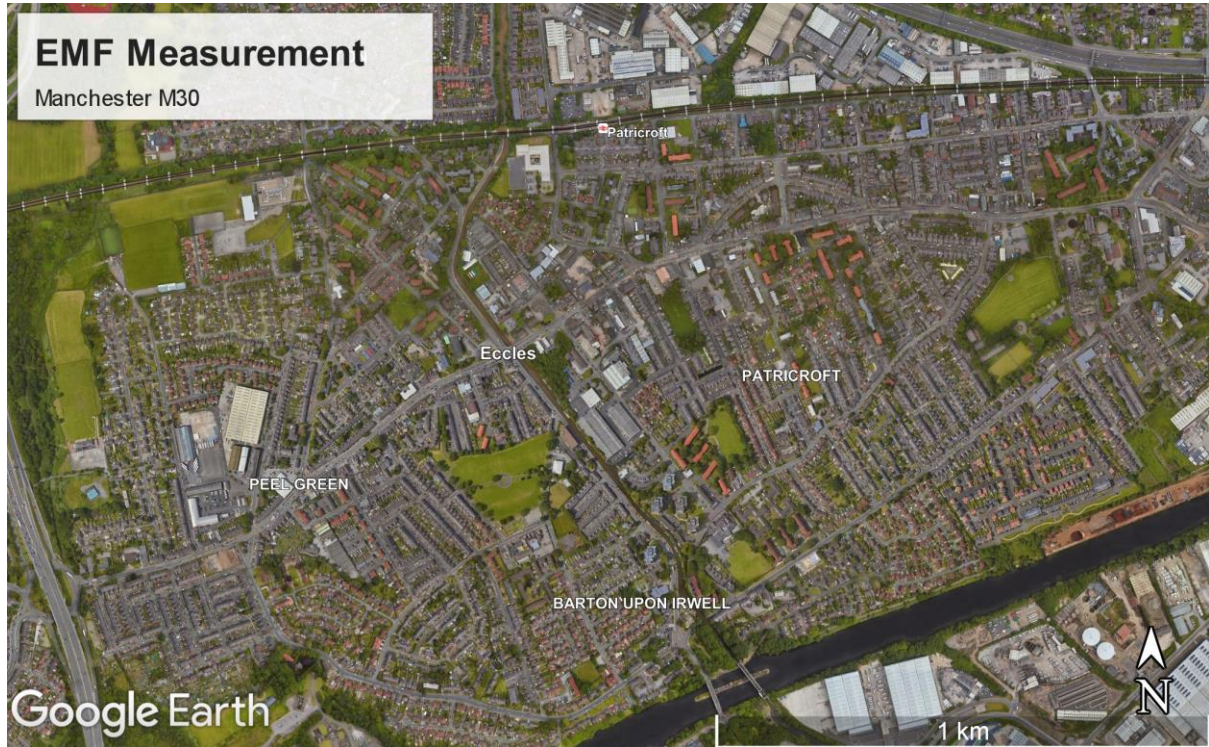 EMF Measurement
Manchester M30
Patricroft
Eccles
PATRICROFT
PEEL GREEN
BARTON UPON IRWELL
N
Google Earth
1 km